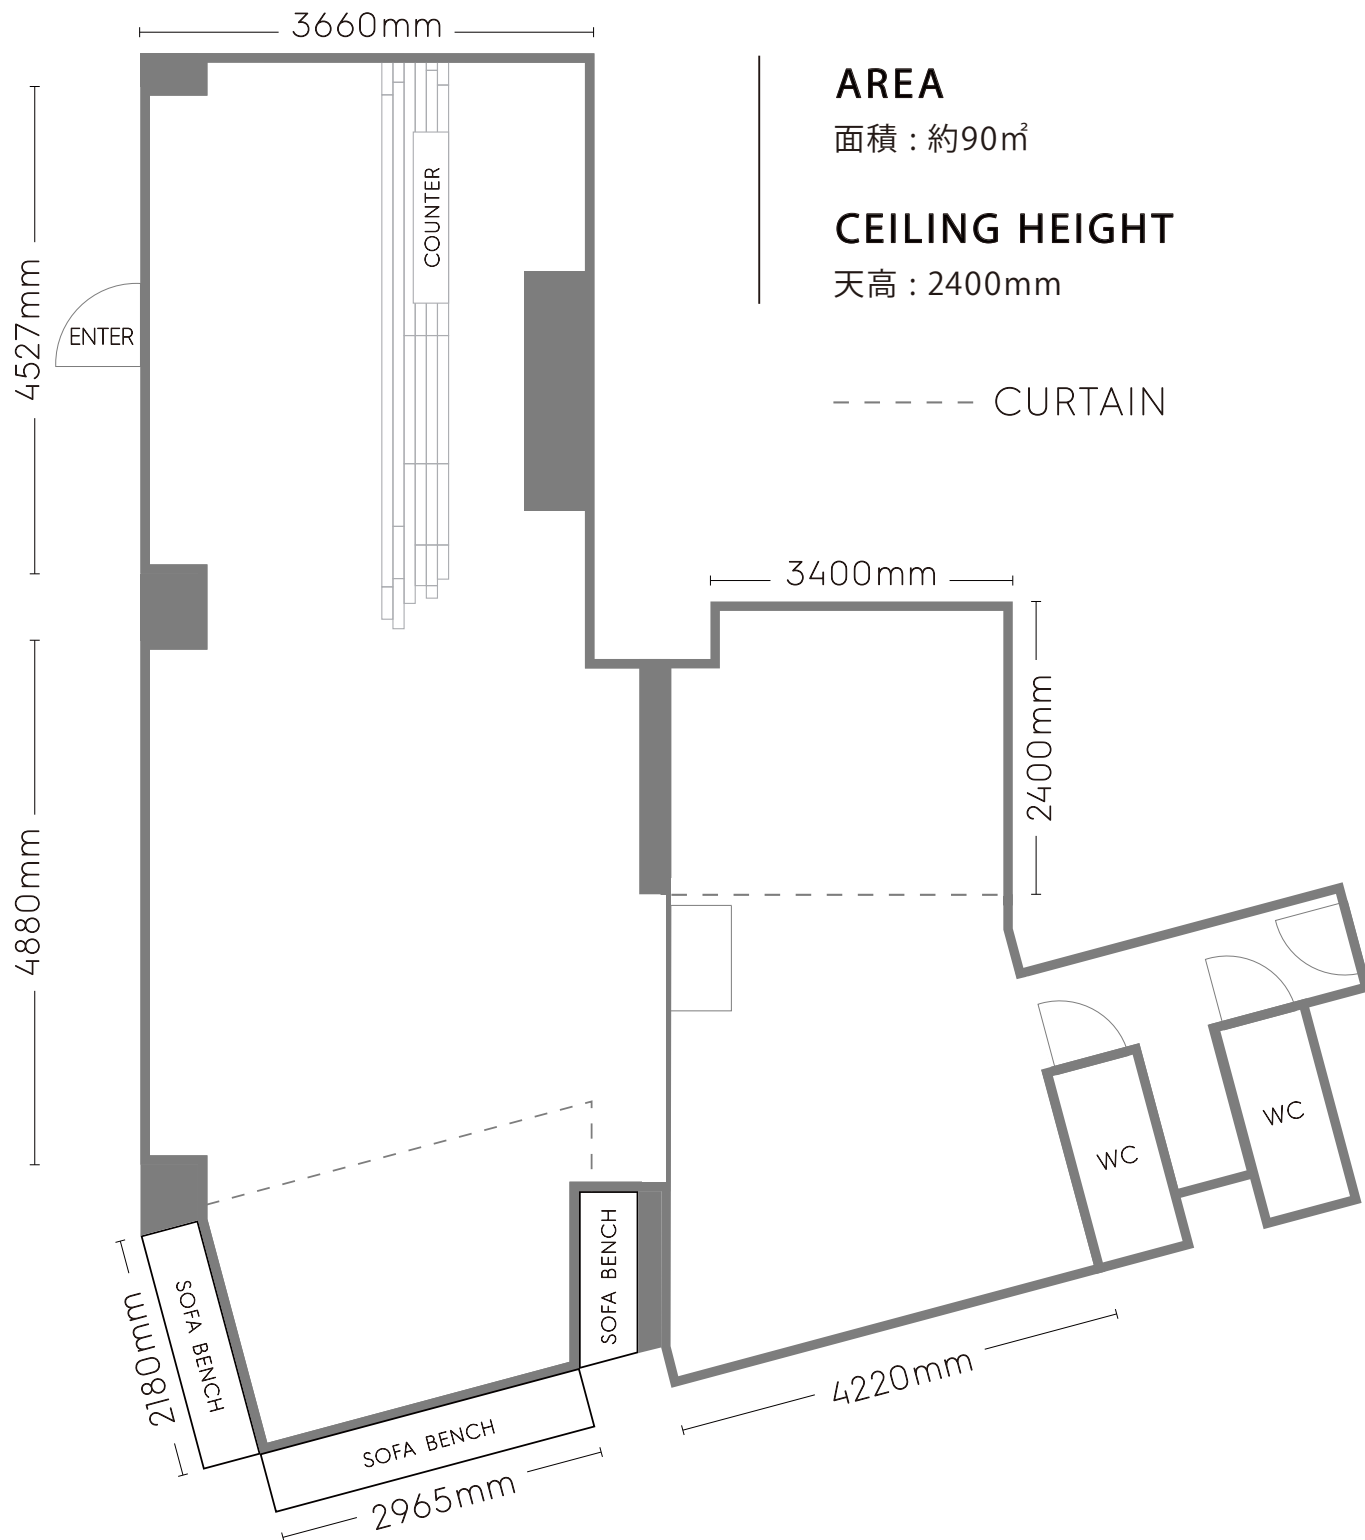 3660mm
AREA
面積 : 約90㎡
CEILING HEIGHT
天高 : 2400mm
CURTAIN
COUNTER
ENTER
4527mm
3400mm
2400mm
4880mm
WC
WC
SOFA BENCH
SOFA BENCH
SOFA BENCH
2180mm
4220mm
2965mm